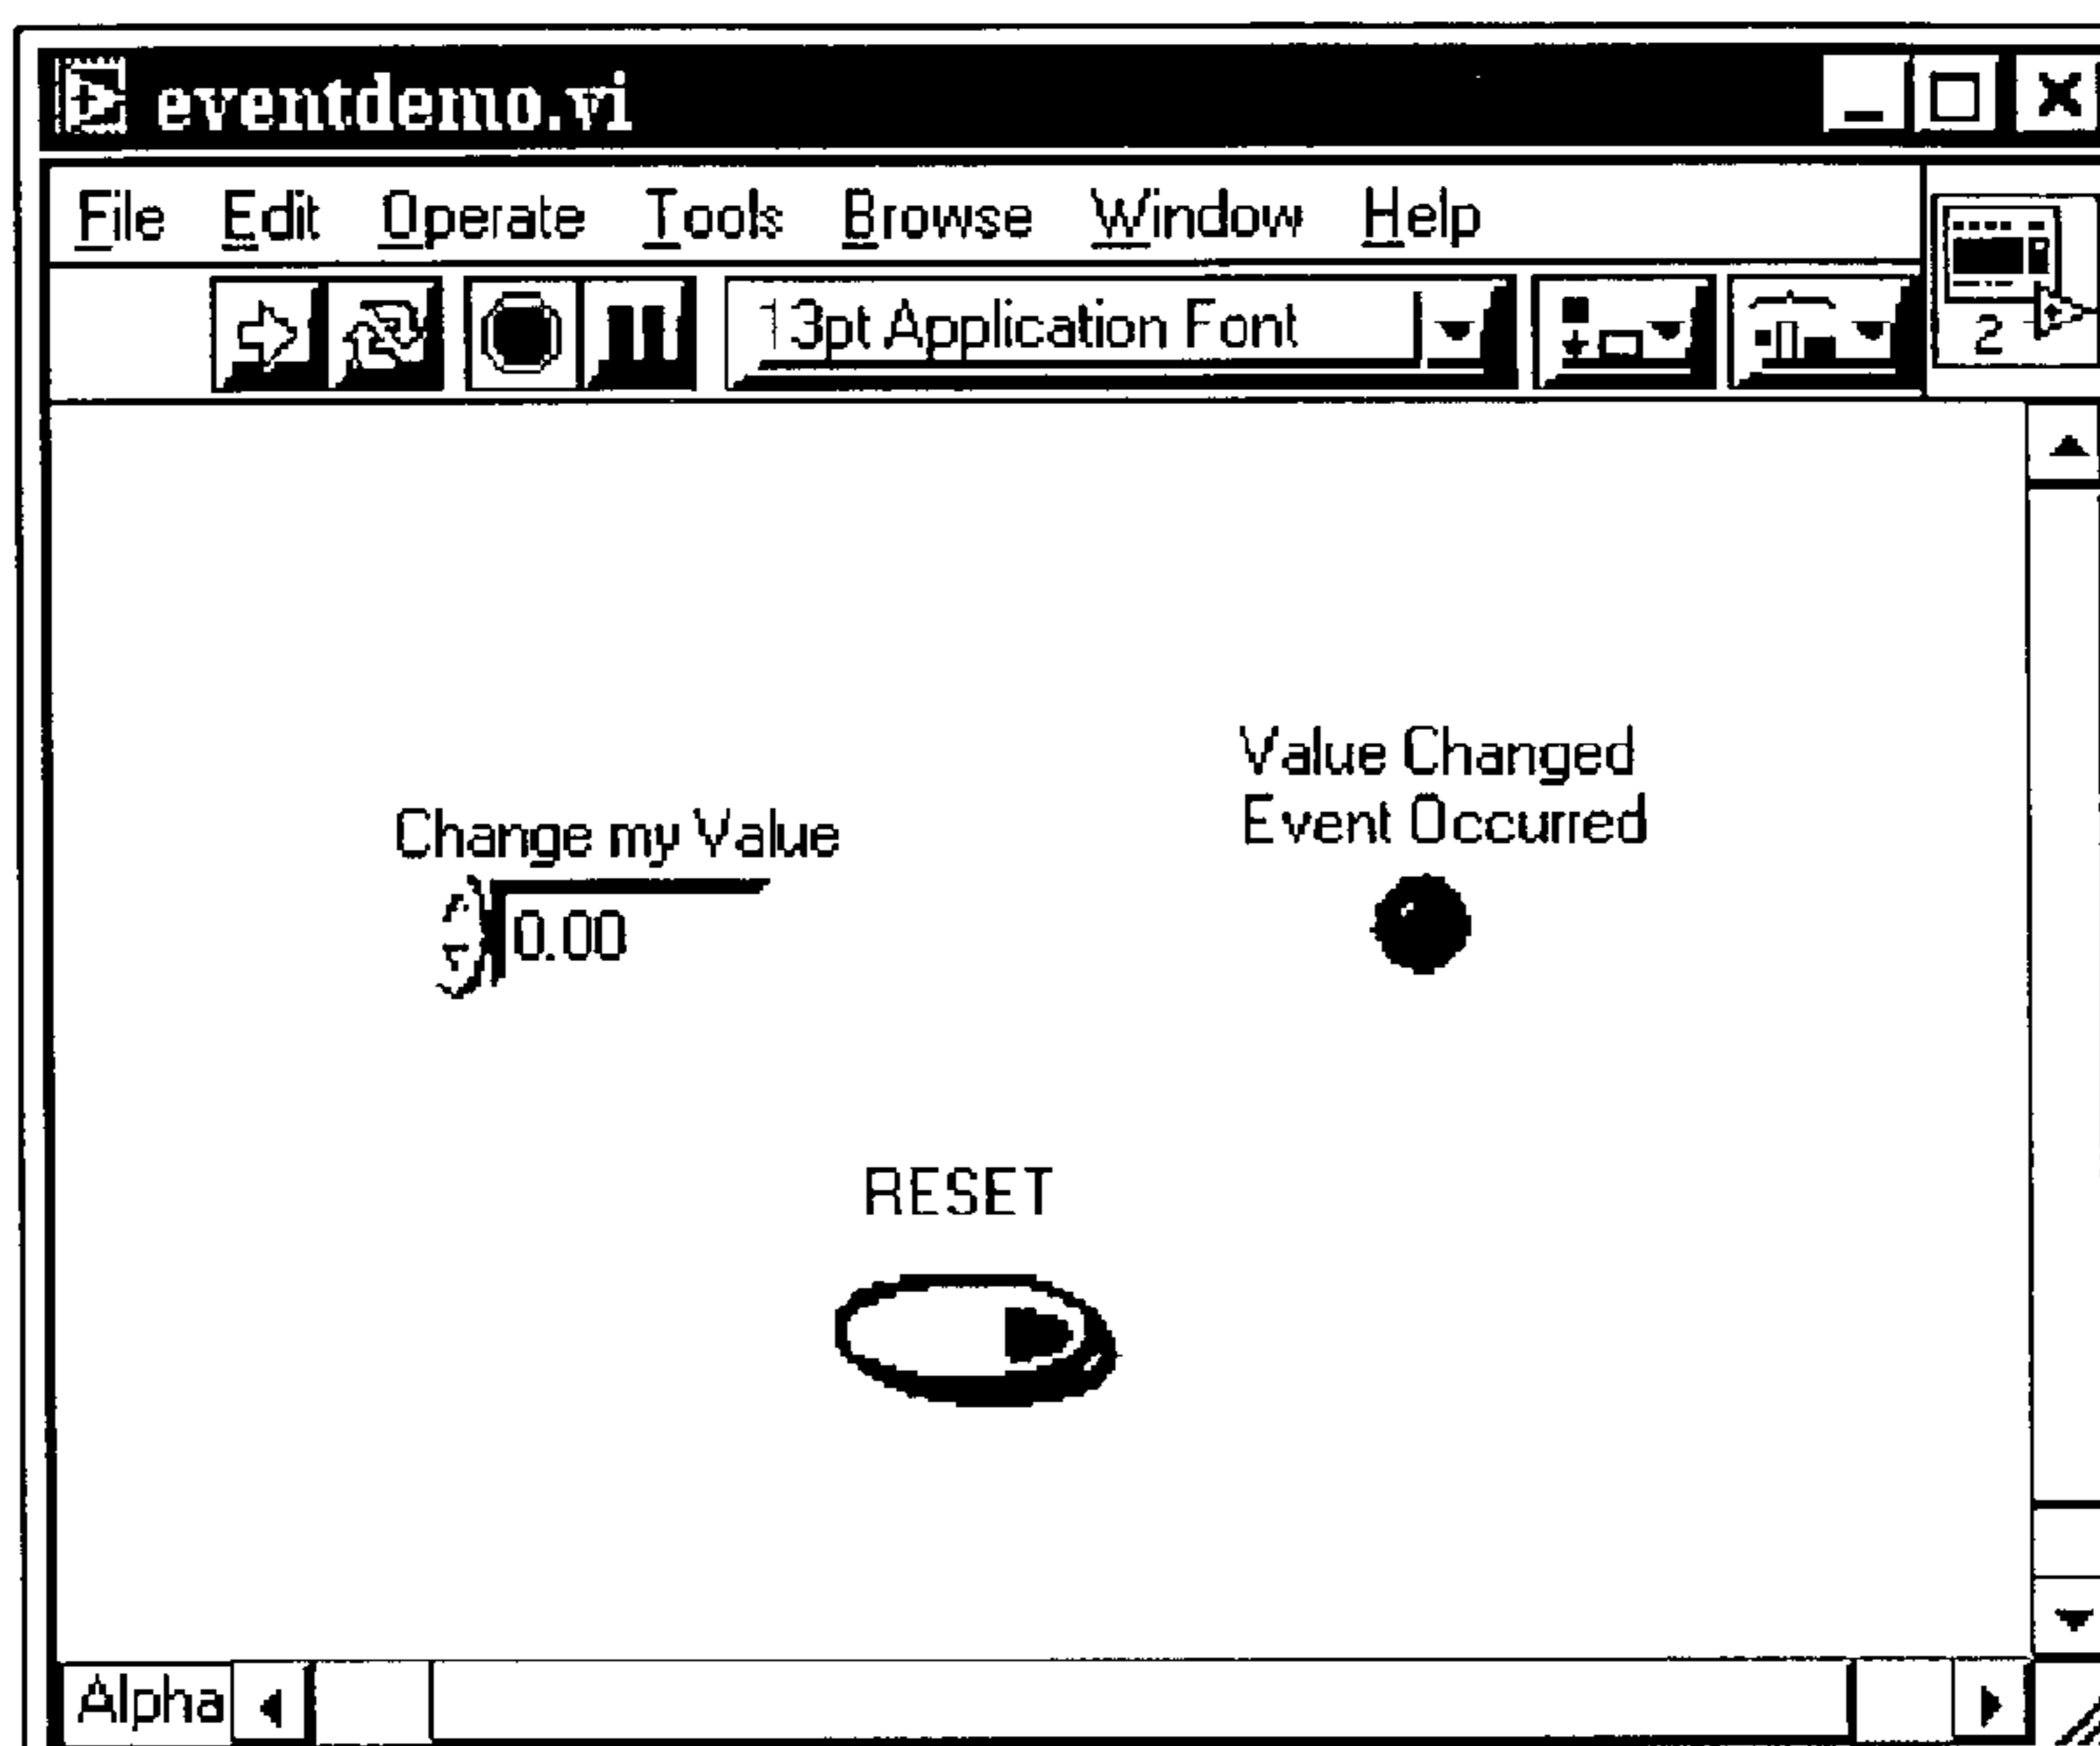 eventdemo.vi
File Edit Operate Tools Browse Window Help
13pt Application Font
2
Value Changed
Event Occurred
Change my Value
0.00
RESET
Alpha